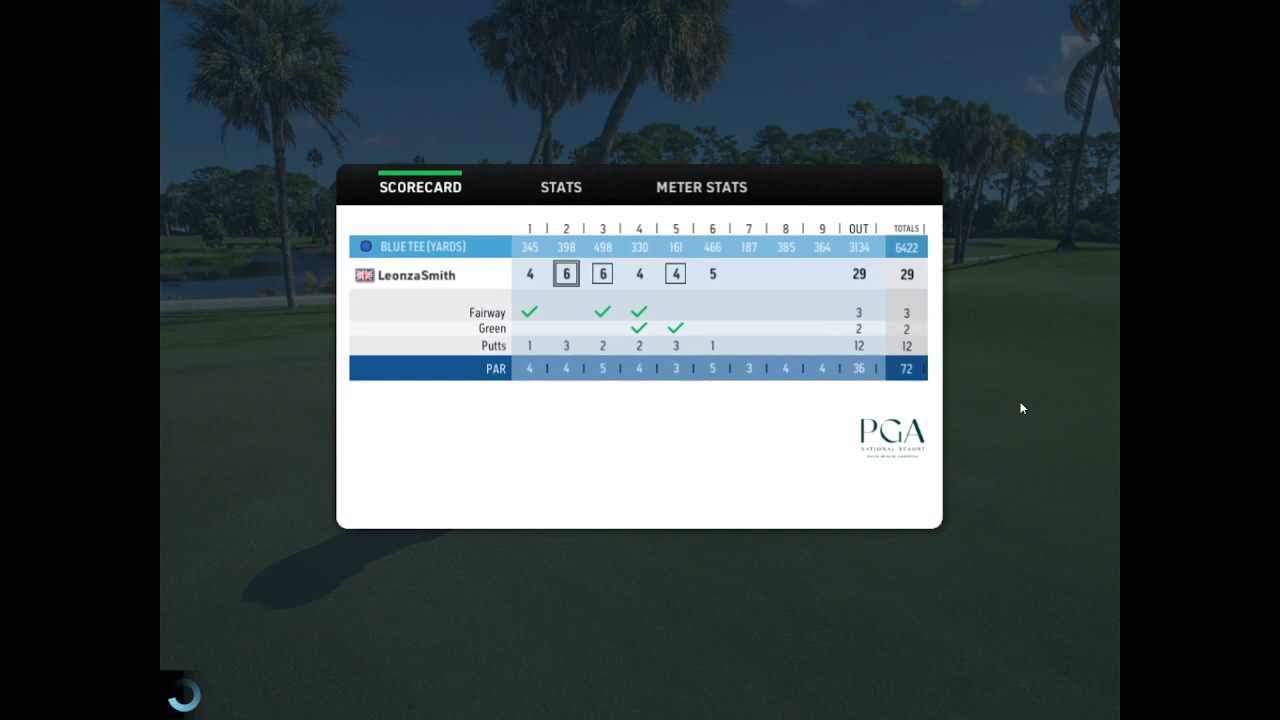 SCORECARD STATS METER STATS
1 2 3 4 5 6 7 8 9 OUT TOTALS
BLUE TEE (YARDS) 345 398 498 330 161 466 187 385 364 3134 6422
LeonzaSmith 4 6 6 4 4 5 29 29
Fairway 3 3
Green 2 2
Putts 1 3 2 2 3 1 12 12
PAR 4 4 5 4 3 5 3 4 4 36 72
PGA
NATIONAL RESORT